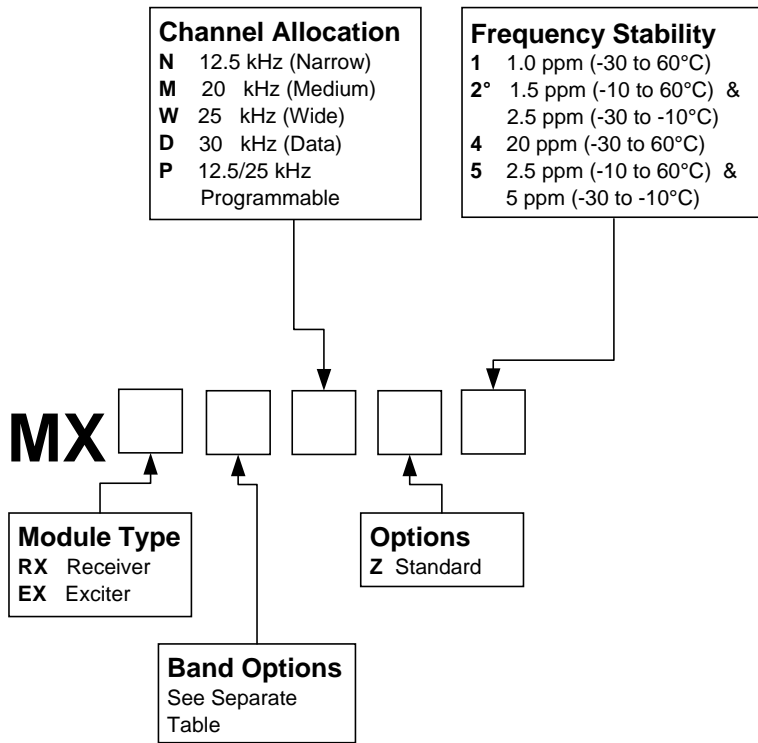 Channel Allocation
N 12.5 kHz (Narrow)
M 20 kHz (Medium)
W 25 kHz (Wide)
D 30 kHz (Data)
P 12.5/25 kHz
Programmable
Frequency Stability
1 1.0 ppm (-30 to 60°C)
2° 1.5 ppm (-10 to 60°C) &
2.5 ppm (-30 to -10°C)
4 20 ppm (-30 to 60°C)
5 2.5 ppm (-10 to 60°C) &
5 ppm (-30 to -10°C)
MX
Module Type
RX Receiver
EX Exciter
Options
Z Standard
Band Options
See Separate
Table